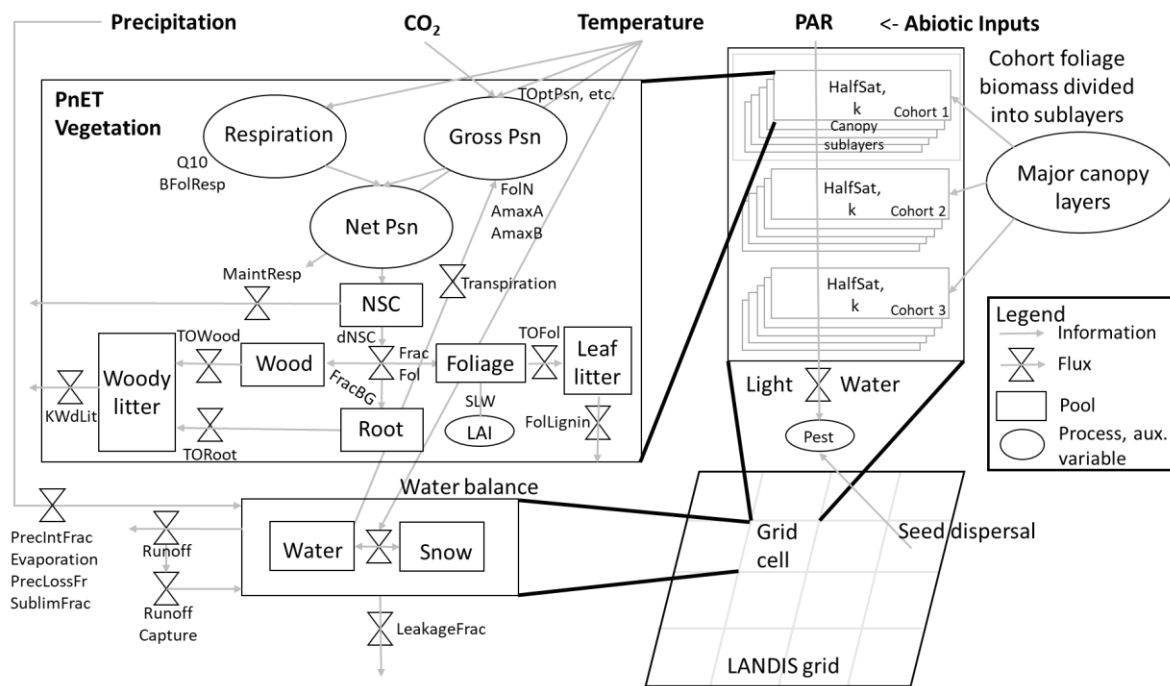 Precipitation
CO2
Temperature
PAR
<- Abiotic Inputs
PnET
Vegetation
TOptPsn, etc.
Respiration
Gross Psn
Q10
BFolResp
FolN
AmaxA
AmaxB
Net Psn
MaintResp
Transpiration
NSC
TOWood
dNSC
TOFol
Frac
Fol
Wood
Foliage
Leaf
litter
Woody
litter
FracBG
SLW
KWdLit
Root
LAI
FolLignin
TORoot
HalfSat,
k
Cohort 1
Canopy
sublayers
HalfSat,
k
Cohort 2
HalfSat,
k
Cohort 3
Cohort foliage
biomass divided
into sublayers
Major canopy
layers
Legend
Information
Flux
Pool
Process, aux.
variable
Light
Water
Pest
Seed dispersal
Grid
cell
LANDIS grid
Water balance
Water
Snow
PrecIntFrac
Evaporation
PrecLossFr
SublimFrac
Runoff
Runoff
Capture
LeakageFrac